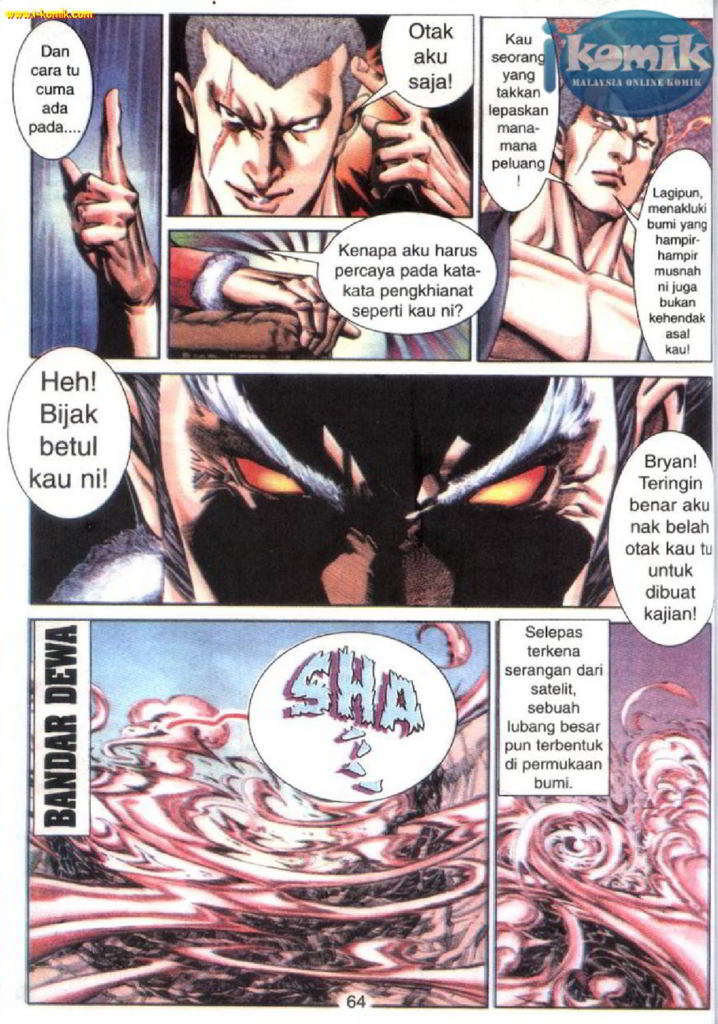 www.i-komik.com
Dan
cara tu
cuma
ada
pada....
Otak
aku
saja!
Kau
seorang
yang
takkan
lepaskan
mana-
mana
peluang
!
ikomik
MALAYSIA ONLINE KOMIK
Lagipun,
menakluki
bumi yang
hampir-
hampir
musnah
ni juga
bukan
kehendak
asal
kau!
Kenapa aku harus
percaya pada kata-
kata pengkhianat
seperti kau ni?
Heh!
Bijak
betul
kau ni!
Bryan!
Teringin
benar aku
nak belah
otak kau tu
untuk
dibuat
kajian!
BANDAR DEWA
SHA
Selepas
terkena
serangan dari
satelit,
sebuah
lubang besar
pun terbentuk
di permukaan
bumi.
64